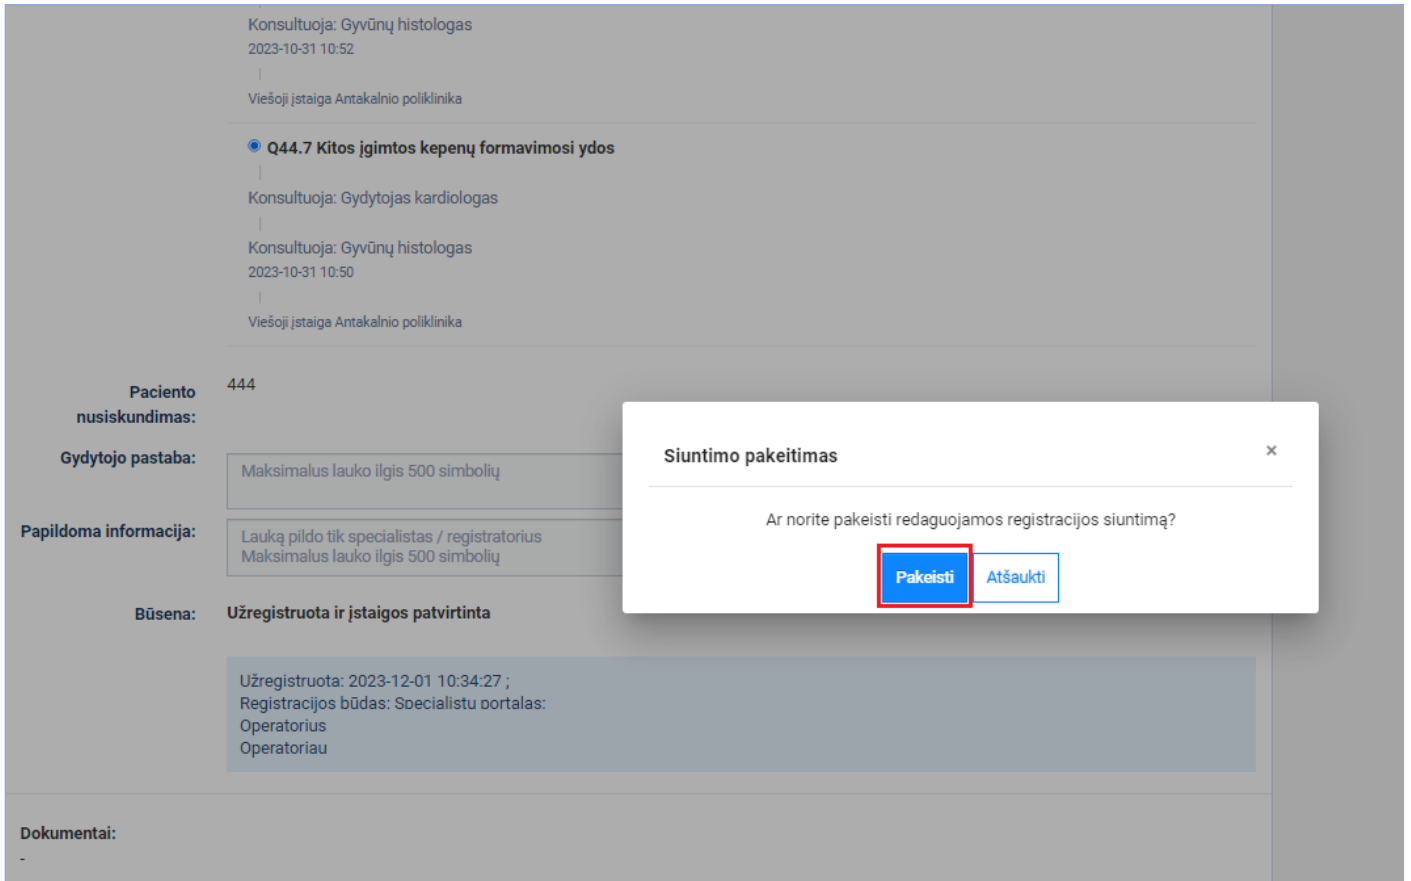 Konsultuoja: Gyvūnų histologas
2023-10-31 10:52
Viešoji įstaiga Antakalnio poliklinika
Q44.7 Kitos įgimtos kepenų formavimosi ydos
Konsultuoja: Gydytojas kardiologas
Konsultuoja: Gyvūnų histologas
2023-10-31 10:50
Viešoji įstaiga Antakalnio poliklinika
Paciento
nusiskundimas:
444
Gydytojo pastaba:
Maksimalus lauko ilgis 500 simbolių
Papildoma informacija:
Lauką pildo tik specialistas / registratorius
Maksimalus lauko ilgis 500 simbolių
Būsena:
Užregistruota ir įstaigos patvirtinta
Užregistruota: 2023-12-01 10:34:27 ;
Registracijos būdas: Specialistų portalas:
Operatorius
Operatoriau
Dokumentai:
-
Siuntimo pakeitimas
×
Ar norite pakeisti redaguojamos registracijos siuntimą?
Pakeisti
Atšaukti